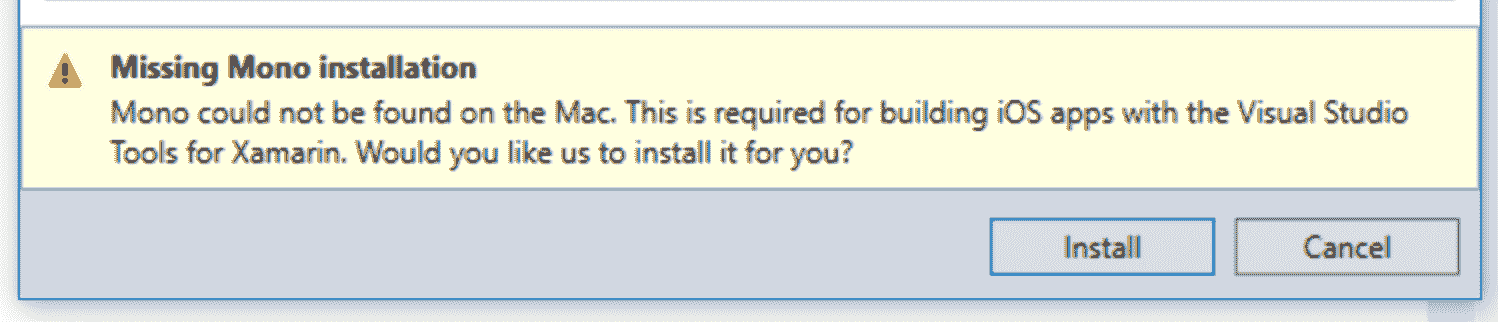 Missing Mono installation
Mono could not be found on the Mac. This is required for building iOS apps with the Visual Studio
Tools for Xamarin. Would you like us to install it for you?
Install
Cancel